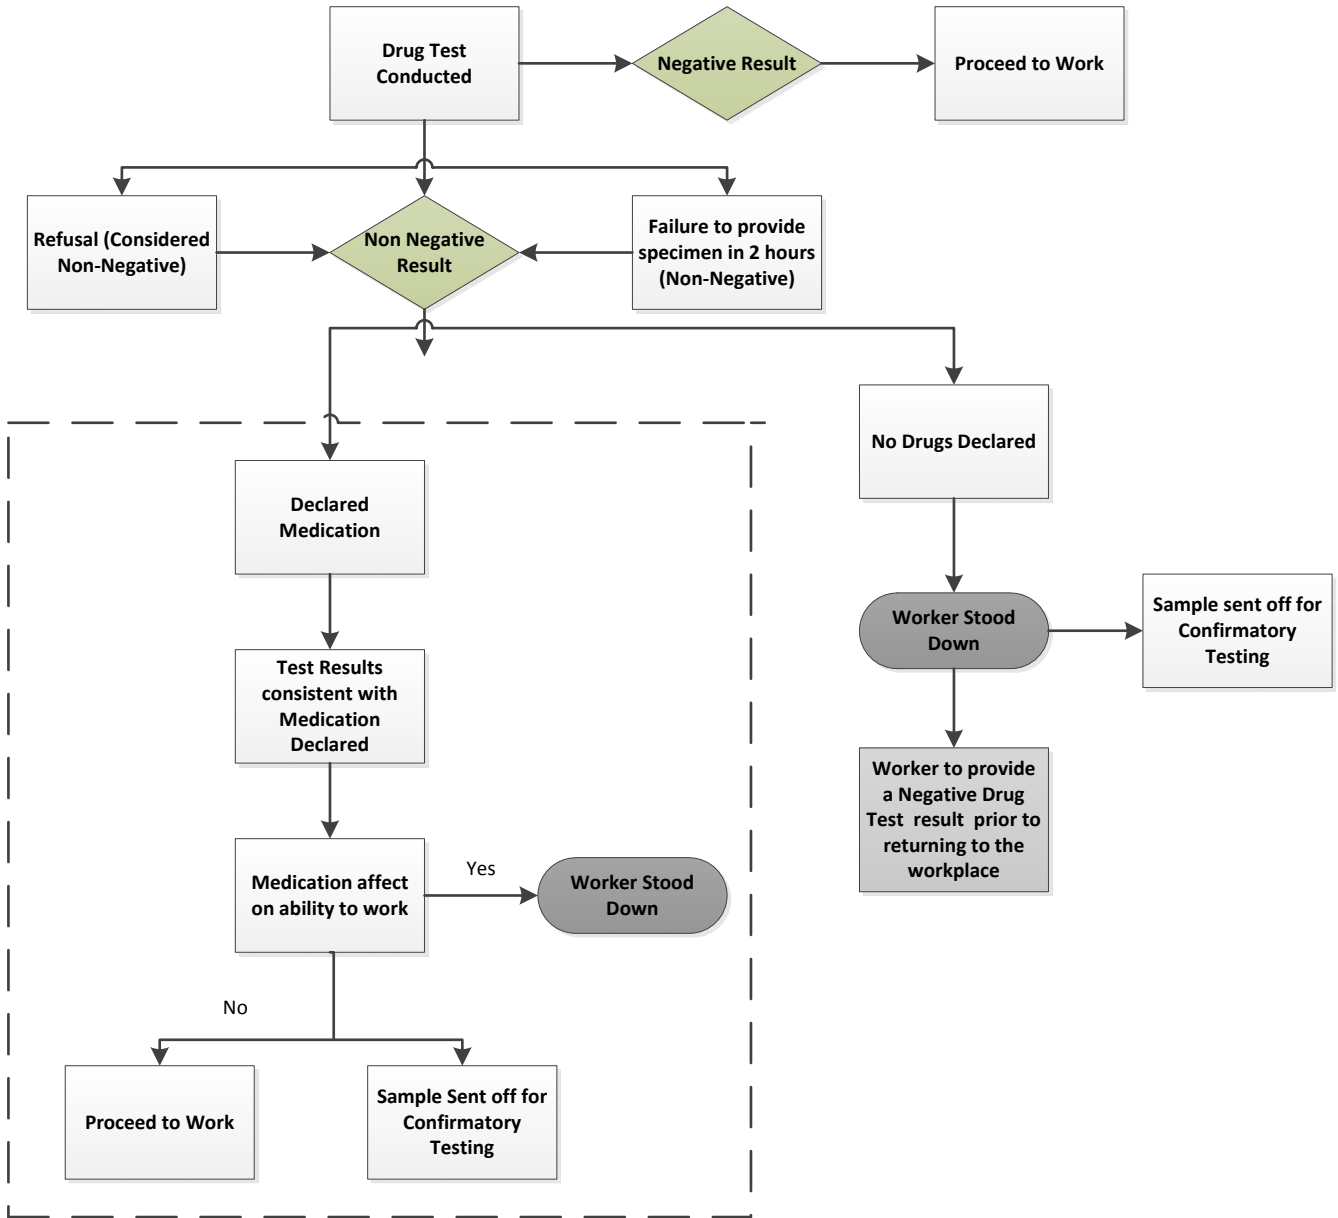 Drug Test
Conducted
Negative Result
Proceed to Work
Refusal (Considered
Non-Negative)
Non Negative
Result
Failure to provide
specimen in 2 hours
(Non-Negative)
No Drugs Declared
Declared
Medication
Worker Stood
Down
Sample sent off for
Confirmatory
Testing
Test Results
consistent with
Medication
Declared
Worker to provide
a Negative Drug
Test result prior to
returning to the
workplace
Medication affect
on ability to work
Yes
Worker Stood
Down
No
Proceed to Work
Sample Sent off for
Confirmatory
Testing